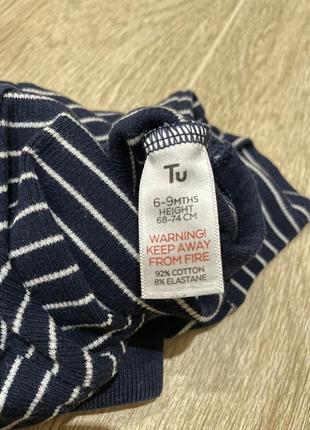 Tu
6-9MTHS
HEIGHT
68-74 CM
WARNING!
KEEP AWAY
FROM FIRE
92% COTTON
8% ELASTANE